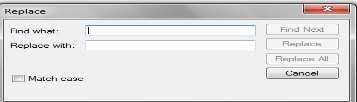 Replace
Find what:
Find Next
Replace with:
Replace
Replace All
Match case
Cancel